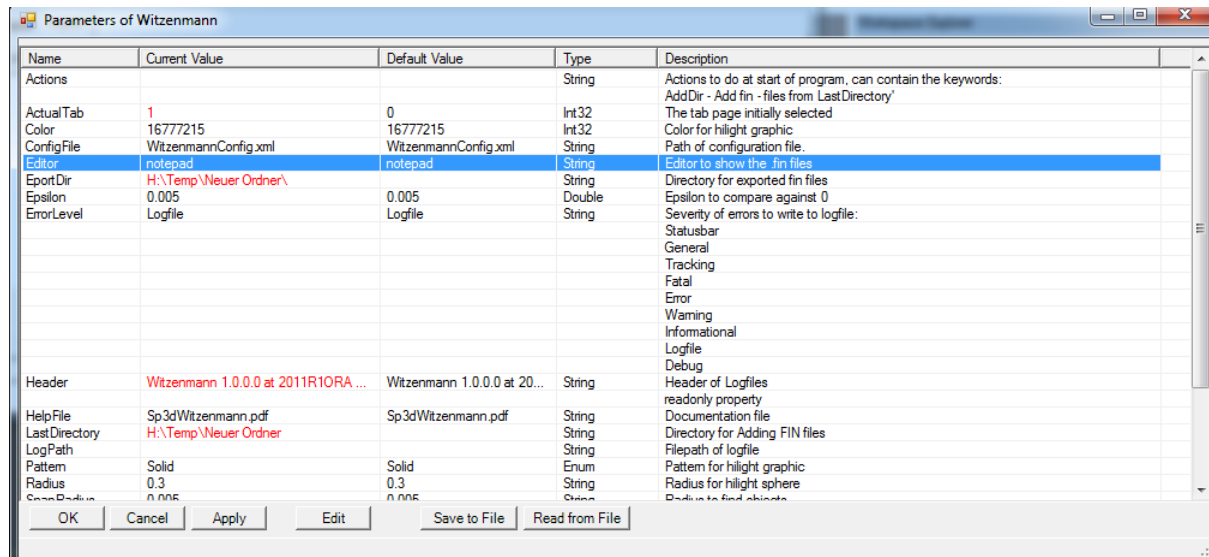 Parameters of Witzenmann
Name Current Value Default Value Type Description
Actions String Actions to do at start of program, can contain the keywords:
AddDir - Add fin - files from LastDirectory'
ActualTab 1 0 Int32 The tab page initially selected
Color 16777215 16777215 Int32 Color for hilight graphic
ConfigFile WitzenmannConfig.xml WitzenmannConfig.xml String Path of configuration file.
Editor notepad notepad String Editor to show the .fin files
EportDir H:\Temp\Neuer Ordner\ String Directory for exported fin files
Epsilon 0.005 0.005 Double Epsilon to compare against 0
ErrorLevel Logfile Logfile String Severity of errors to write to logfile:
Statusbar
General
Tracking
Fatal
Error
Warning
Informational
Logfile
Debug
Header Witzenmann 1.0.0.0 at 2011R1ORA ... Witzenmann 1.0.0.0 at 20... String Header of Logfiles
readonly property
HelpFile Sp3dWitzenmann.pdf Sp3dWitzenmann.pdf String Documentation file
LastDirectory H:\Temp\Neuer Ordner String Directory for Adding FIN files
LogPath String Filepath of logfile
Pattern Solid Solid Enum Pattern for hilight graphic
Radius 0.3 0.3 String Radius for hilight sphere
0.005 0.005 String Radius to find objects
OK Cancel Apply Edit Save to File Read from File